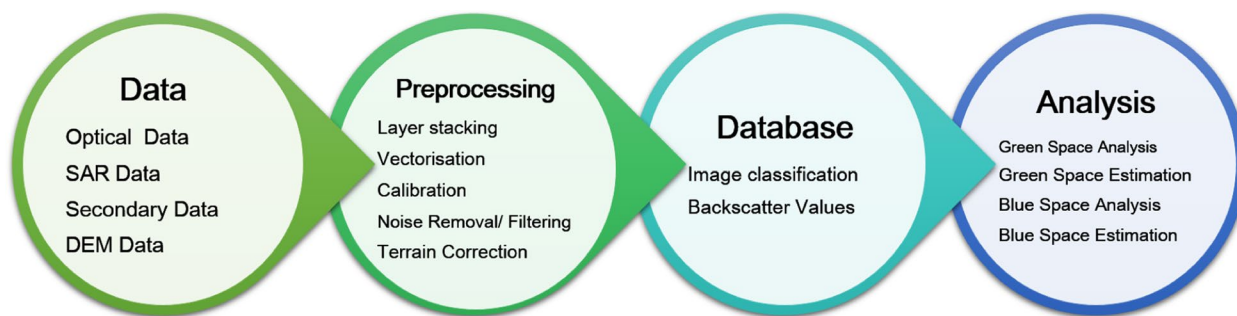 Data
Optical Data
SAR Data
Secondary Data
DEM Data
Preprocessing
Layer stacking
Vectorisation
Calibration
Noise Removal/ Filtering
Terrain Correction
Database
Image classification
Backscatter Values
Analysis
Green Space Analysis
Green Space Estimation
Blue Space Analysis
Blue Space Estimation